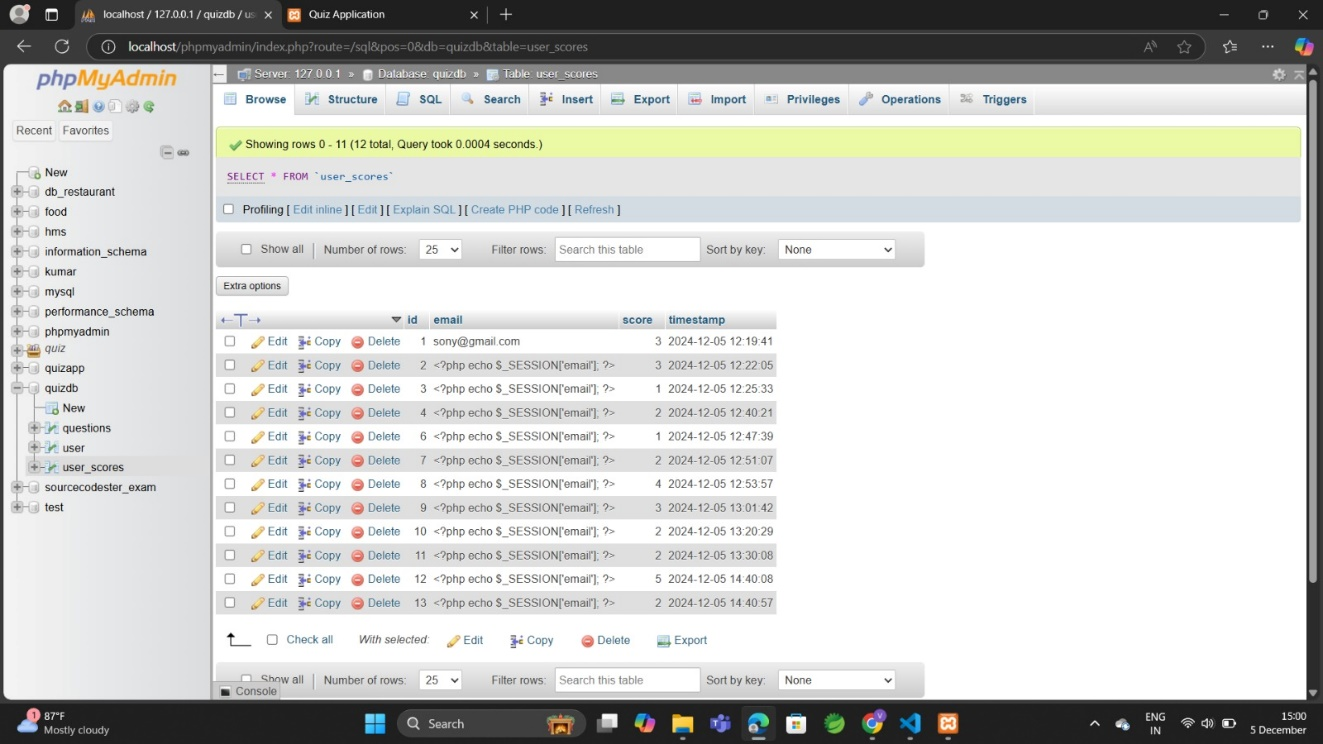 localhost / 127.0.0.1 / quizdb / us
Quiz Application
localhost/phpmyadmin/index.php?route=/sql&pos=0&db=quizdb&table=user_scores
phpMyAdmin
Recent Favorites
New
db_restaurant
food
hms
information_schema
kumar
mysql
performance_schema
phpmyadmin
quiz
quizapp
quizdb
New
questions
user
user_scores
sourcecodester_exam
test
Server: 127.0.0.1 » Database: quizdb » Table: user_scores
Browse Structure SQL Search Insert Export Import Privileges Operations Triggers
Showing rows 0 - 11 (12 total, Query took 0.0004 seconds.)
SELECT * FROM `user_scores`
Profiling [ Edit inline ] [ Edit ] [ Explain SQL ] [ Create PHP code ] [ Refresh ]
Show all Number of rows: 25 Filter rows: Search this table Sort by key: None
Extra options
←T→ id email score timestamp
Edit Copy Delete 1 sony@gmail.com 3 2024-12-05 12:19:41
Edit Copy Delete 2 <?php echo $_SESSION['email']; ?> 3 2024-12-05 12:22:05
Edit Copy Delete 3 <?php echo $_SESSION['email']; ?> 1 2024-12-05 12:25:33
Edit Copy Delete 4 <?php echo $_SESSION['email']; ?> 2 2024-12-05 12:40:21
Edit Copy Delete 6 <?php echo $_SESSION['email']; ?> 1 2024-12-05 12:47:39
Edit Copy Delete 7 <?php echo $_SESSION['email']; ?> 2 2024-12-05 12:51:07
Edit Copy Delete 8 <?php echo $_SESSION['email']; ?> 4 2024-12-05 12:53:57
Edit Copy Delete 9 <?php echo $_SESSION['email']; ?> 3 2024-12-05 13:01:42
Edit Copy Delete 10 <?php echo $_SESSION['email']; ?> 2 2024-12-05 13:20:29
Edit Copy Delete 11 <?php echo $_SESSION['email']; ?> 2 2024-12-05 13:30:08
Edit Copy Delete 12 <?php echo $_SESSION['email']; ?> 5 2024-12-05 14:40:08
Edit Copy Delete 13 <?php echo $_SESSION['email']; ?> 2 2024-12-05 14:40:57
Check all With selected: Edit Copy Delete Export
Show all Number of rows: 25 Filter rows: Search this table Sort by key: None
Console
1
87°F
Mostly cloudy
Search
ENG
IN
15:00
5 December